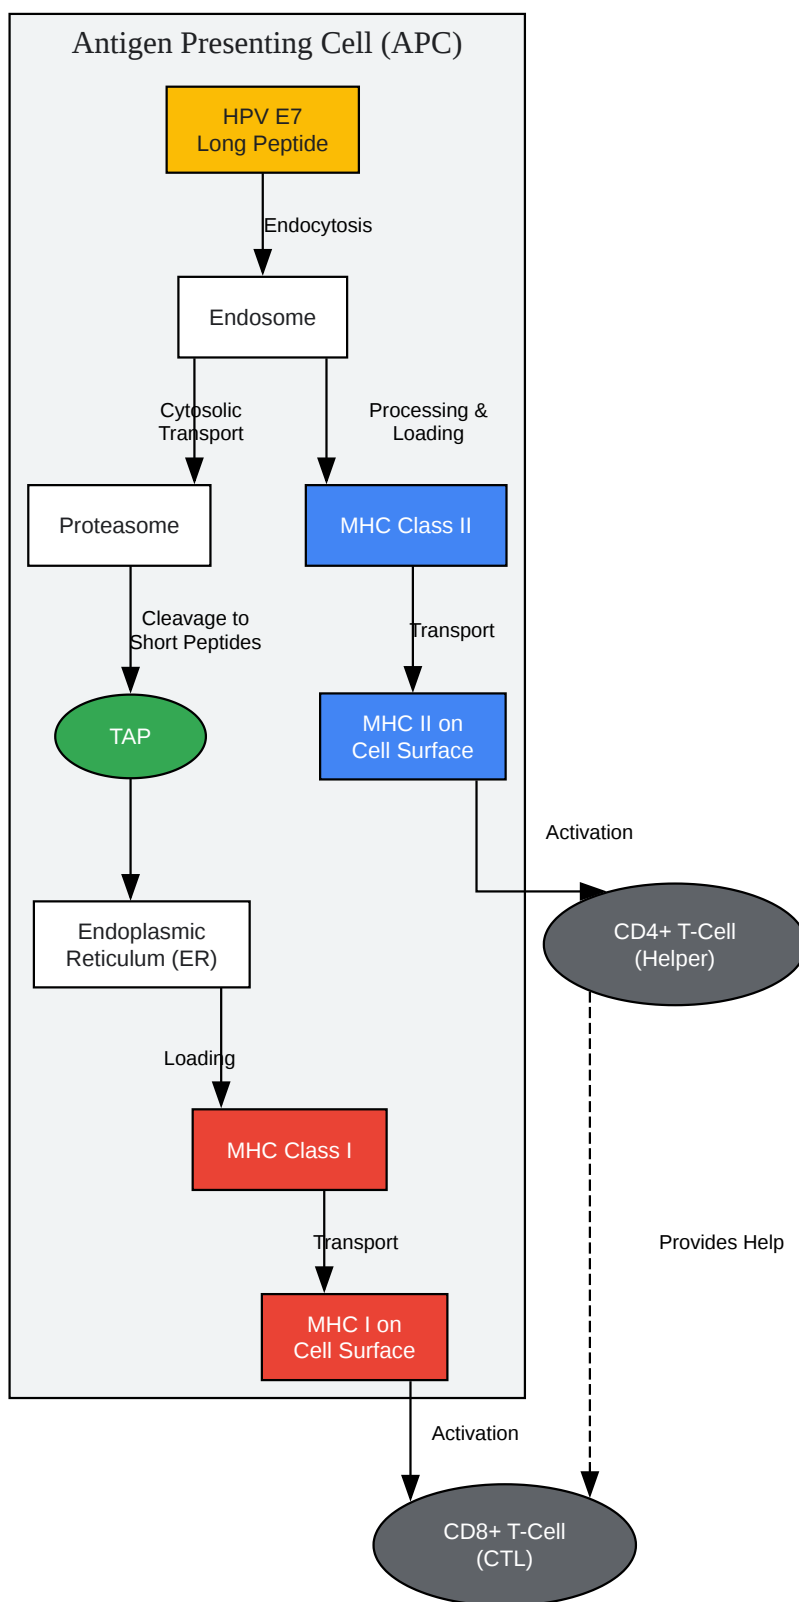 Antigen Presenting Cell (APC)
HPV E7
Long Peptide
Endocytosis
Endosome
Cytosolic
Transport
Processing &
Loading
Proteasome
MHC Class II
Cleavage to
Short Peptides
Transport
TAP
MHC II on
Cell Surface
Activation
Endoplasmic
Reticulum (ER)
CD4+ T-Cell
(Helper)
Loading
MHC Class I
Transport
Provides Help
MHC I on
Cell Surface
Activation
CD8+ T-Cell
(CTL)